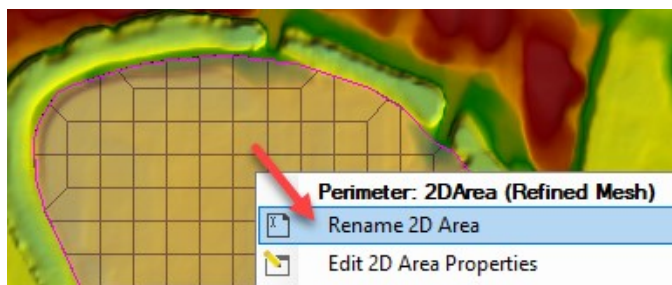 Perimeter: 2DArea (Refined Mesh)
Rename 2D Area
Edit 2D Area Properties